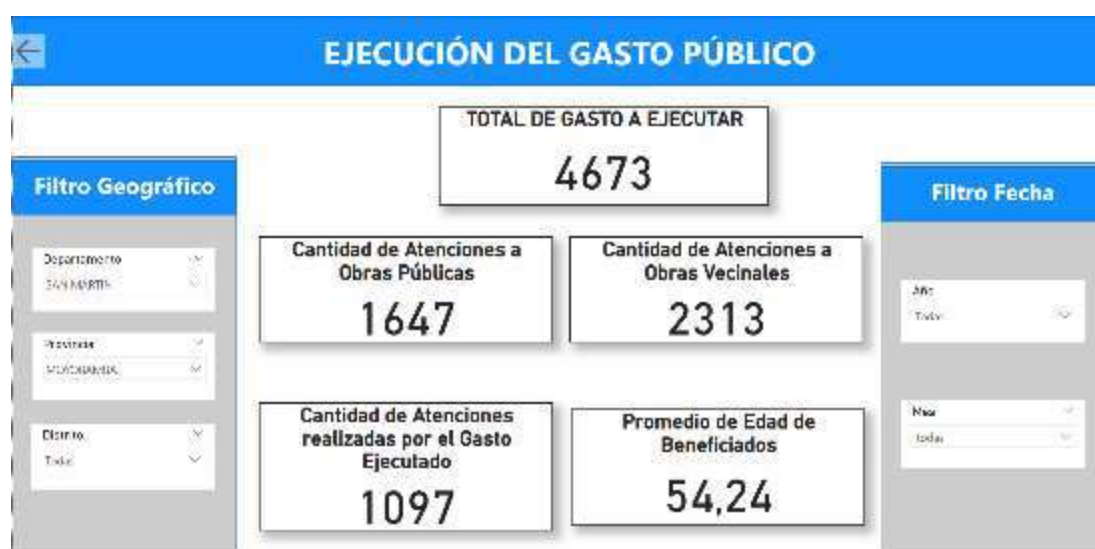 EJECUCIÓN DEL GASTO PÚBLICO
TOTAL DE GASTO A EJECUTAR
4673
Filtro Geográfico
Departamento
SAN MARTIN
Provincia
MOYOBAMBA
Distrito
Todas
Cantidad de Atenciones a
Obras Públicas
1647
Cantidad de Atenciones a
Obras Vecinales
2313
Cantidad de Atenciones
realizadas por el Gasto
Ejecutado
1097
Promedio de Edad de
Beneficiados
54,24
Filtro Fecha
Año
Todas
Mes
Todas